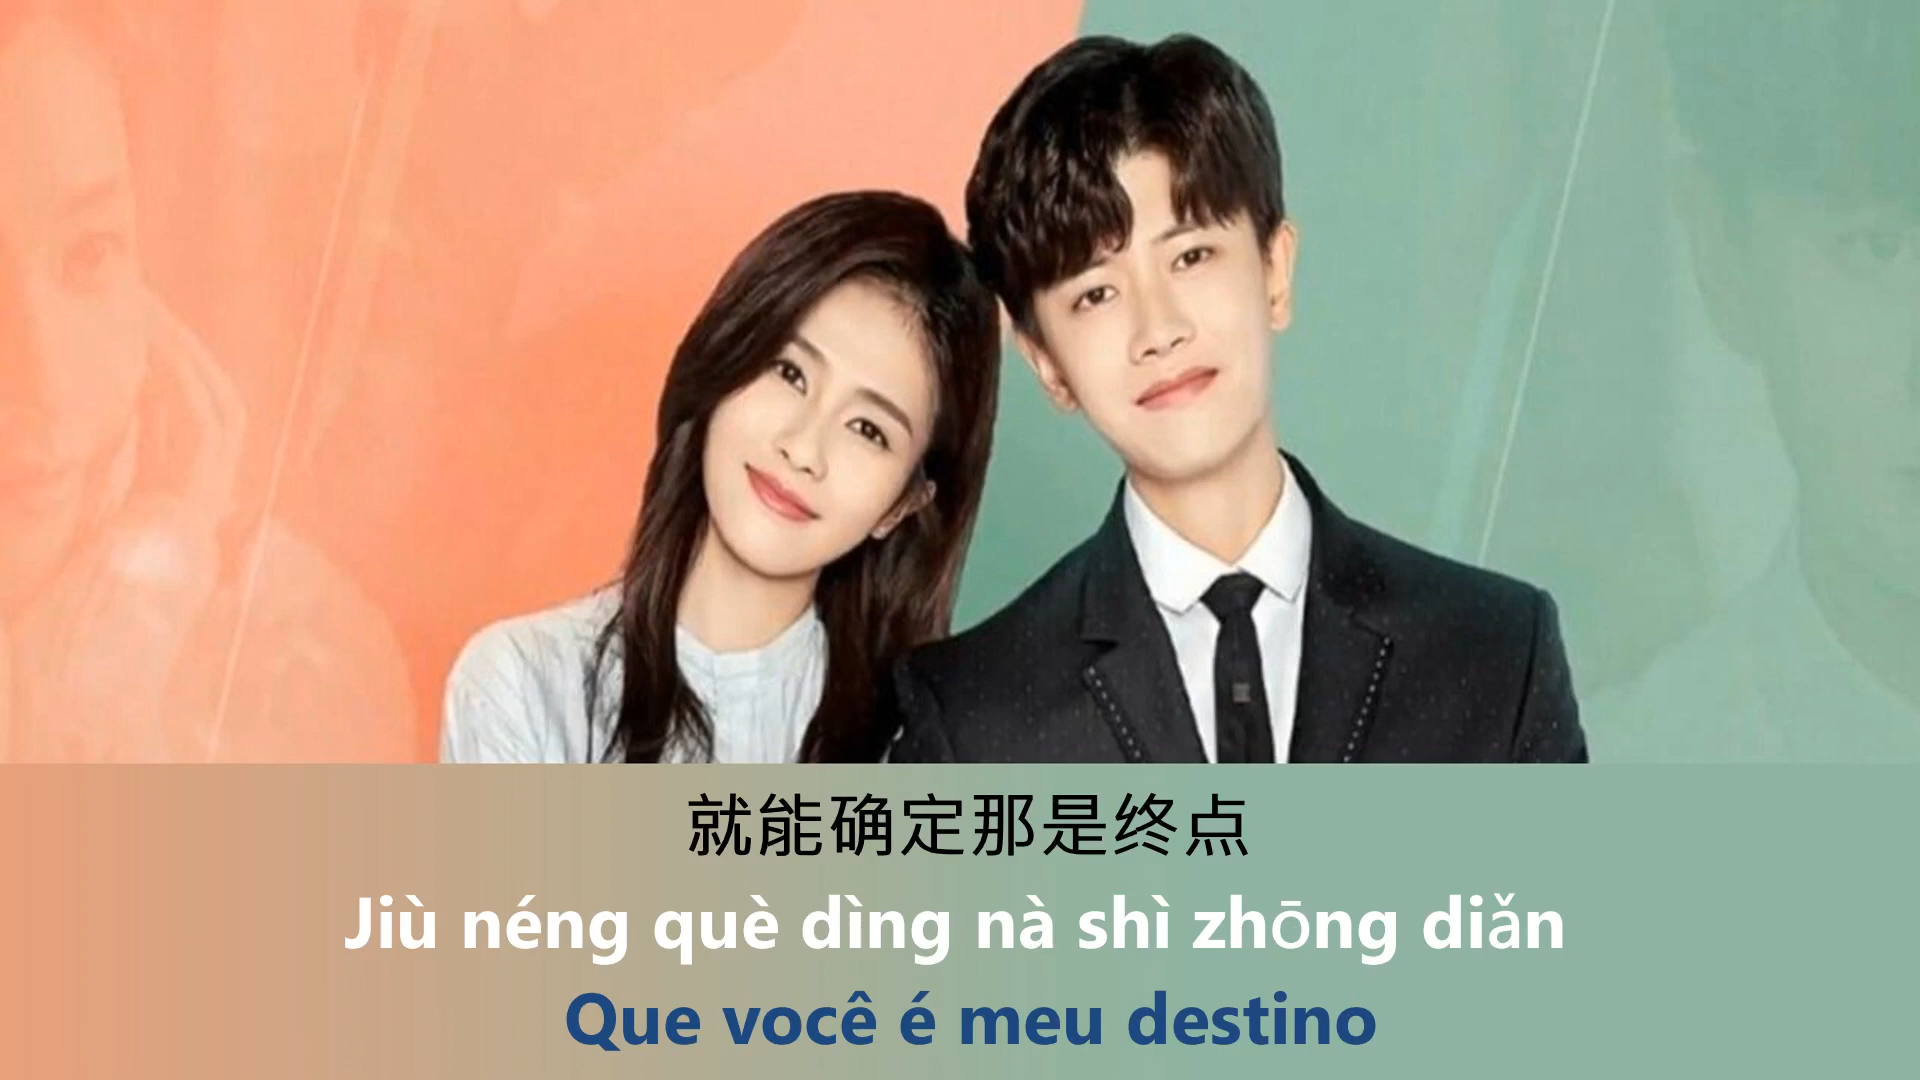 就能确定那是终点
Jiù néng què dìng nà shì zhōng diǎn
Que você é meu destino